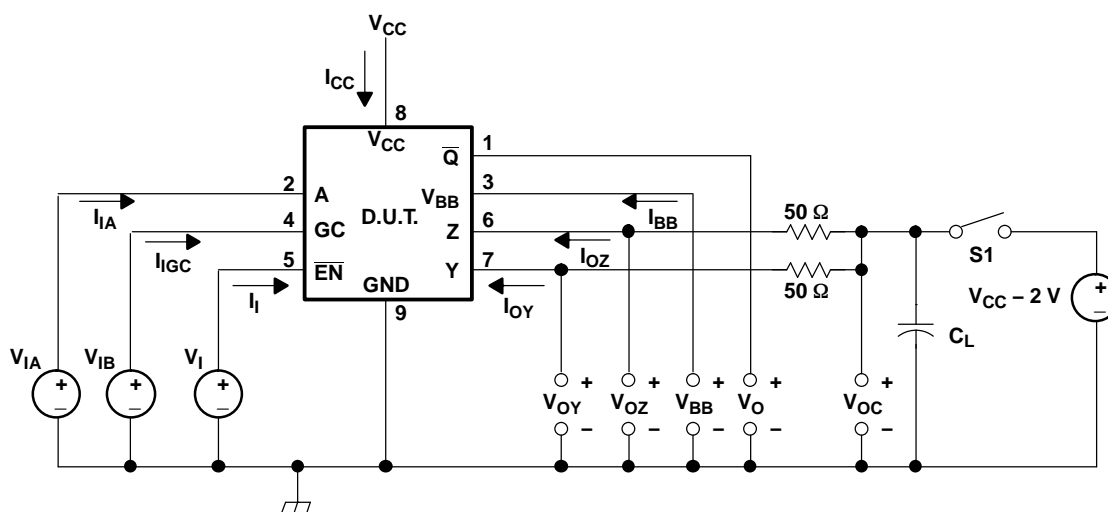 VCC
ICC
8
VCC
Q̅ 1
2 A
IIA
VBB 3
D.U.T.
IBB
4 GC
IIGC
Z 6
IOZ
50 Ω
S1
5 E̅N̅
II
Y 7
IOY
50 Ω
VCC – 2 V
+
–
GND
9
CL
VIA
+
–
VIB
+
–
VI
+
–
+
VOY
–
+
VOZ
–
+
VBB
–
+
VO
–
+
VOC
–